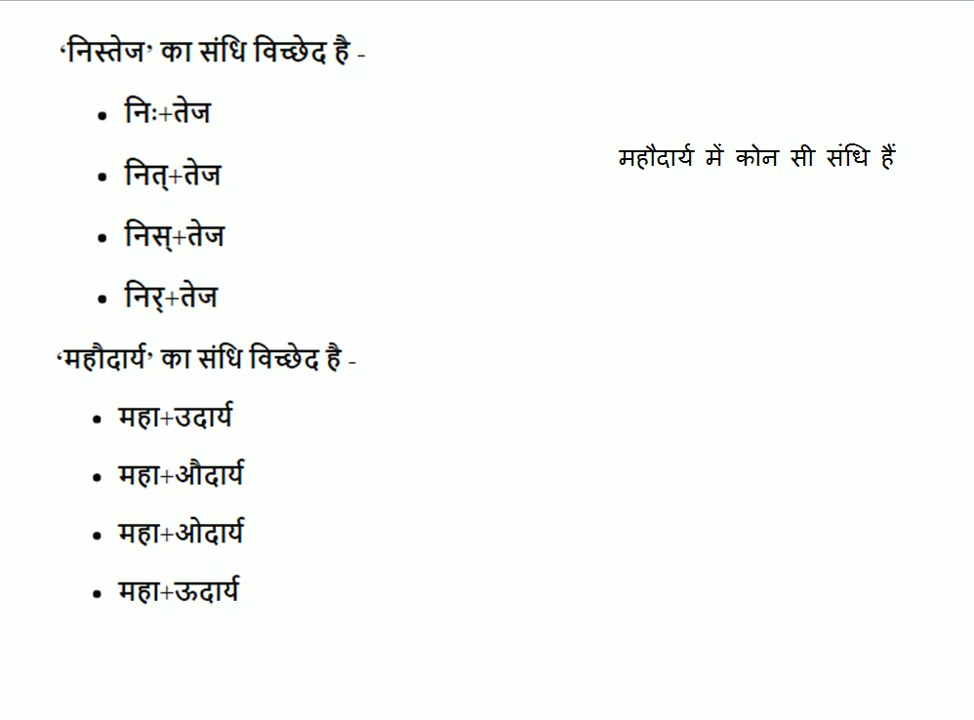 ‘निस्तेज’ का संधि विच्छेद है -
• निः+तेज
• नित्+तेज
• निस्+तेज
• निर्+तेज
‘महौदार्य’ का संधि विच्छेद है -
• महा+उदार्य
• महा+औदार्य
• महा+ओदार्य
• महा+ऊदार्य
महौदार्य में कोन सी संधि हैं